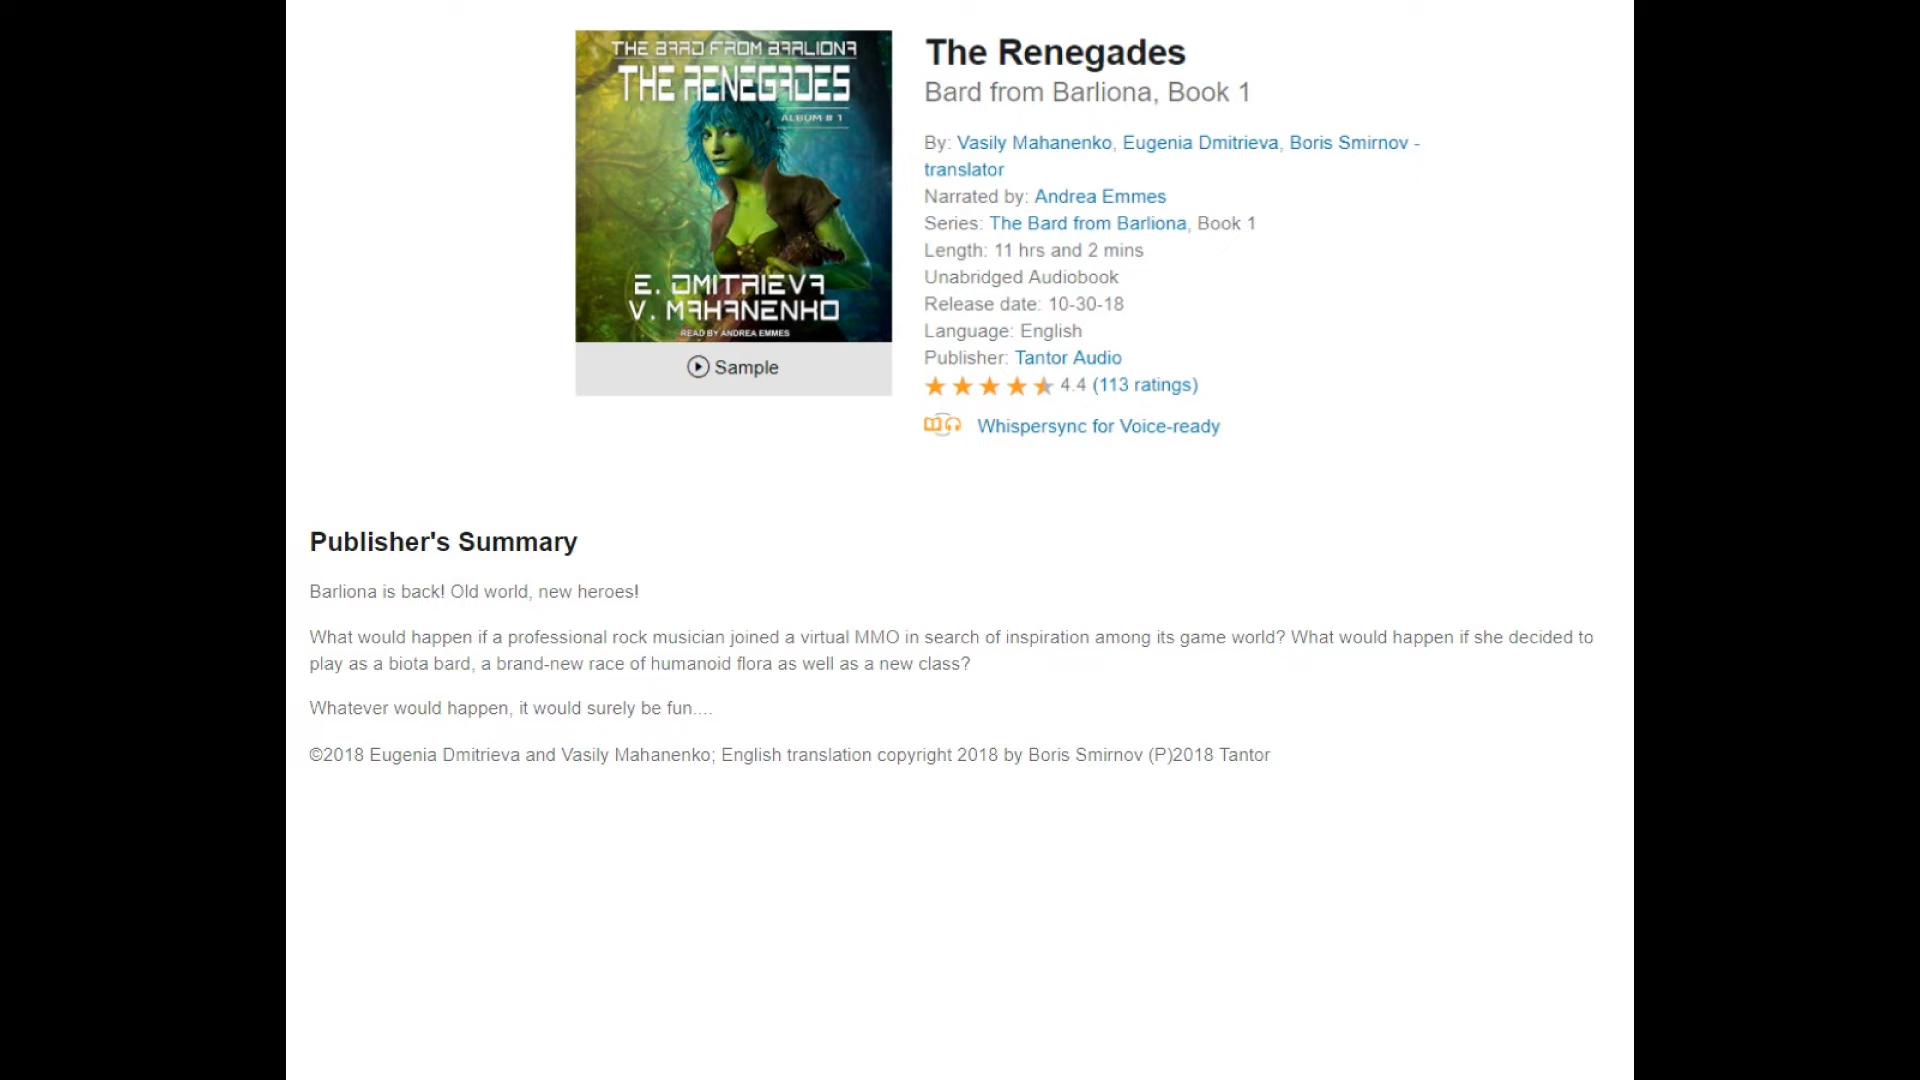 THE BARD FROM BARLIONA
THE RENEGADES
ALBUM # 1
E. DMITRIEVA
V. MAHANENKO
READ BY ANDREA EMMES
Sample
The Renegades
Bard from Barliona, Book 1
By: Vasily Mahanenko, Eugenia Dmitrieva, Boris Smirnov -
translator
Narrated by: Andrea Emmes
Series: The Bard from Barliona, Book 1
Length: 11 hrs and 2 mins
Unabridged Audiobook
Release date: 10-30-18
Language: English
Publisher: Tantor Audio
4.4 (113 ratings)
Whispersync for Voice-ready
Publisher's Summary
Barliona is back! Old world, new heroes!
What would happen if a professional rock musician joined a virtual MMO in search of inspiration among its game world? What would happen if she decided to
play as a biota bard, a brand-new race of humanoid flora as well as a new class?
Whatever would happen, it would surely be fun....
©2018 Eugenia Dmitrieva and Vasily Mahanenko; English translation copyright 2018 by Boris Smirnov (P)2018 Tantor